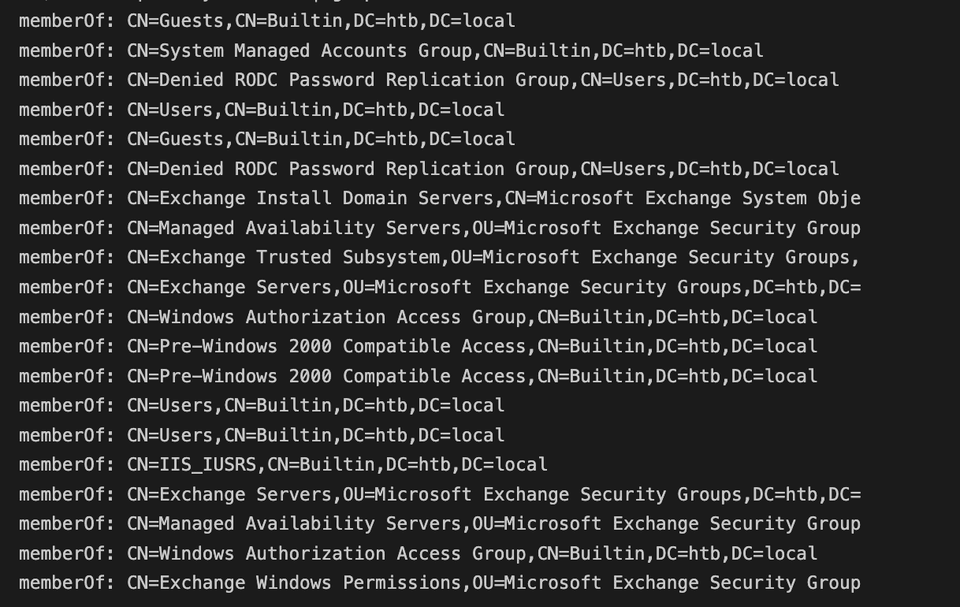 memberOf: CN=Guests,CN=Builtin,DC=htb,DC=local
memberOf: CN=System Managed Accounts Group,CN=Builtin,DC=htb,DC=local
memberOf: CN=Denied RODC Password Replication Group,CN=Users,DC=htb,DC=local
memberOf: CN=Users,CN=Builtin,DC=htb,DC=local
memberOf: CN=Guests,CN=Builtin,DC=htb,DC=local
memberOf: CN=Denied RODC Password Replication Group,CN=Users,DC=htb,DC=local
memberOf: CN=Exchange Install Domain Servers,CN=Microsoft Exchange System Obje
memberOf: CN=Managed Availability Servers,OU=Microsoft Exchange Security Group
memberOf: CN=Exchange Trusted Subsystem,OU=Microsoft Exchange Security Groups,
memberOf: CN=Exchange Servers,OU=Microsoft Exchange Security Groups,DC=htb,DC=
memberOf: CN=Windows Authorization Access Group,CN=Builtin,DC=htb,DC=local
memberOf: CN=Pre-Windows 2000 Compatible Access,CN=Builtin,DC=htb,DC=local
memberOf: CN=Pre-Windows 2000 Compatible Access,CN=Builtin,DC=htb,DC=local
memberOf: CN=Users,CN=Builtin,DC=htb,DC=local
memberOf: CN=Users,CN=Builtin,DC=htb,DC=local
memberOf: CN=IIS_IUSRS,CN=Builtin,DC=htb,DC=local
memberOf: CN=Exchange Servers,OU=Microsoft Exchange Security Groups,DC=htb,DC=
memberOf: CN=Managed Availability Servers,OU=Microsoft Exchange Security Group
memberOf: CN=Windows Authorization Access Group,CN=Builtin,DC=htb,DC=local
memberOf: CN=Exchange Windows Permissions,OU=Microsoft Exchange Security Group